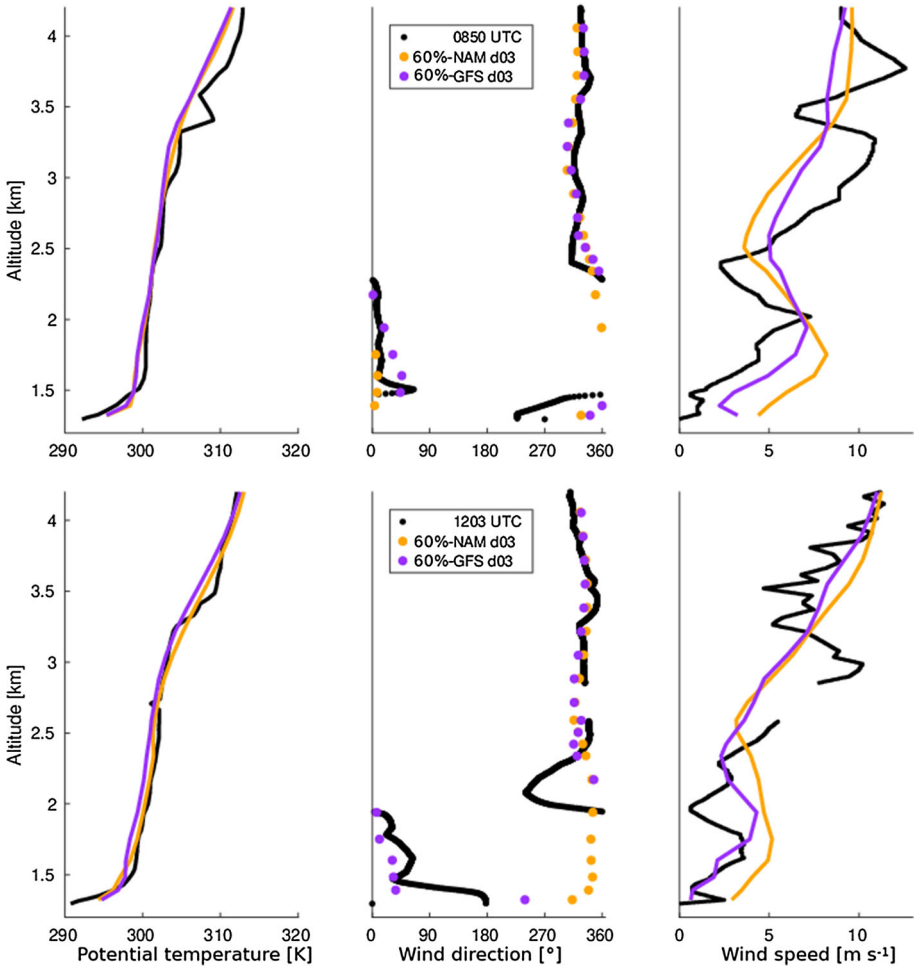 4
3.5
3
2.5
2
1.5
Altitude [km]
290 300 310 320
0850 UTC
60%-NAM d03
60%-GFS d03
0 90 180 270 360
0 5 10
4
3.5
3
2.5
2
1.5
Altitude [km]
290 300 310 320
Potential temperature [K]
1203 UTC
60%-NAM d03
60%-GFS d03
0 90 180 270 360
Wind direction [°]
0 5 10
Wind speed [m s⁻¹]